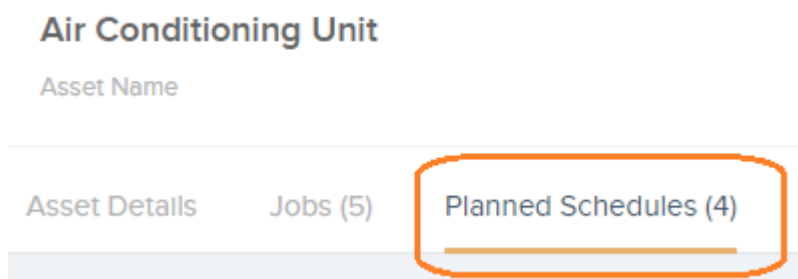 Air Conditioning Unit
Asset Name
Asset Details Jobs (5) Planned Schedules (4)